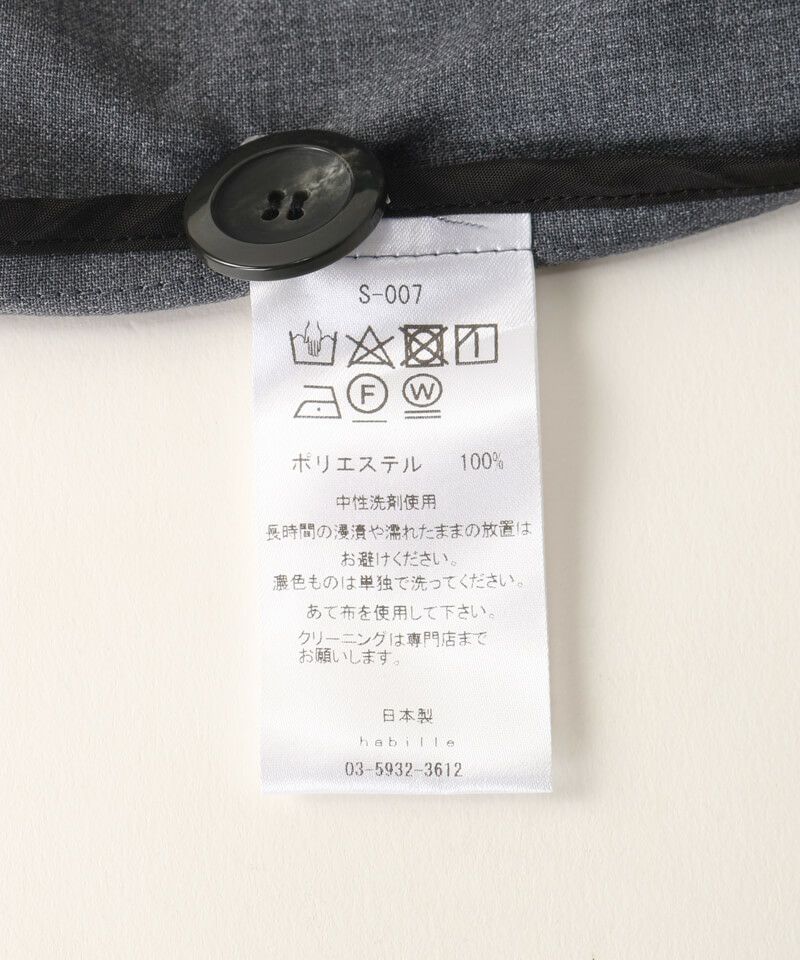 S-007
F W
ポリエステル 100%
中性洗剤使用
長時間の浸漬や濡れたままの放置は
お避けください。
濃色ものは単独で洗ってください。
あて布を使用して下さい。
クリーニングは専門店まで
お願いします。
日本製
habille
03-5932-3612